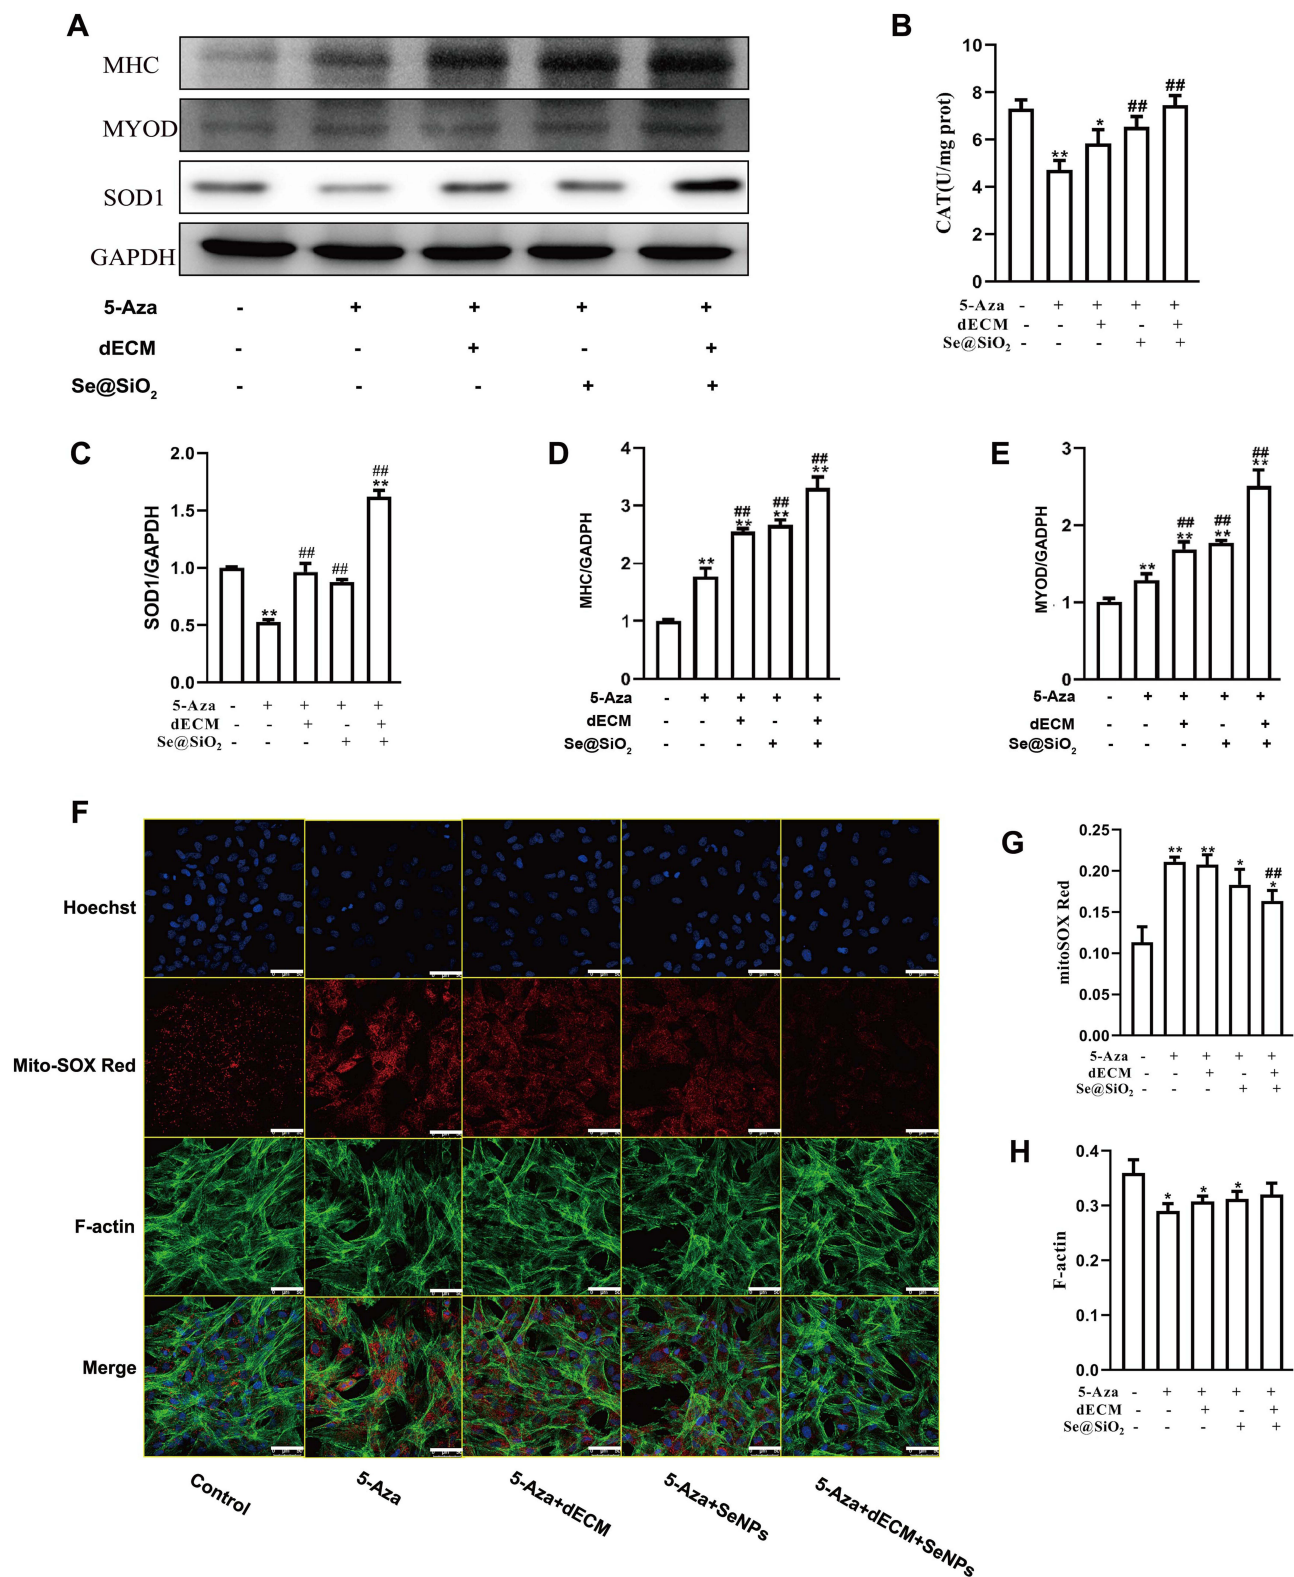 A
MHC
MYOD
SOD1
GAPDH
5-Aza - + + + +
dECM - - + - +
Se@SiO2 - - - + +
B
CAT(U/mg prot)
10
8
6
4
2
0
** * ## ##
5-Aza - + + + +
dECM - - + - +
Se@SiO2 - - - + +
C
SOD1/GAPDH
2.0
1.5
1.0
0.5
0.0
** ## ## ## **
5-Aza - + + + +
dECM - - + - +
Se@SiO2 - - - + +
D
MHC/GADPH
4
3
2
1
0
** ## ** ## ** ## **
5-Aza - + + + +
dECM - - + - +
Se@SiO2 - - - + +
E
MYOD/GADPH
3
2
1
0
** ## ** ## ** ## **
5-Aza - + + + +
dECM - - + - +
Se@SiO2 - - - + +
F
Hoechst
Mito-SOX Red
F-actin
Merge
Control
5-Aza
5-Aza+dECM
5-Aza+SeNPs
5-Aza+dECM+SeNPs
G
mitoSOX Red
0.25
0.20
0.15
0.10
0.05
0.00
** ** * ## *
5-Aza - + + + +
dECM - - + - +
Se@SiO2 - - - + +
H
F-actin
0.4
0.3
0.2
0.1
0.0
* * *
5-Aza - + + + +
dECM - - + - +
Se@SiO2 - - - + +